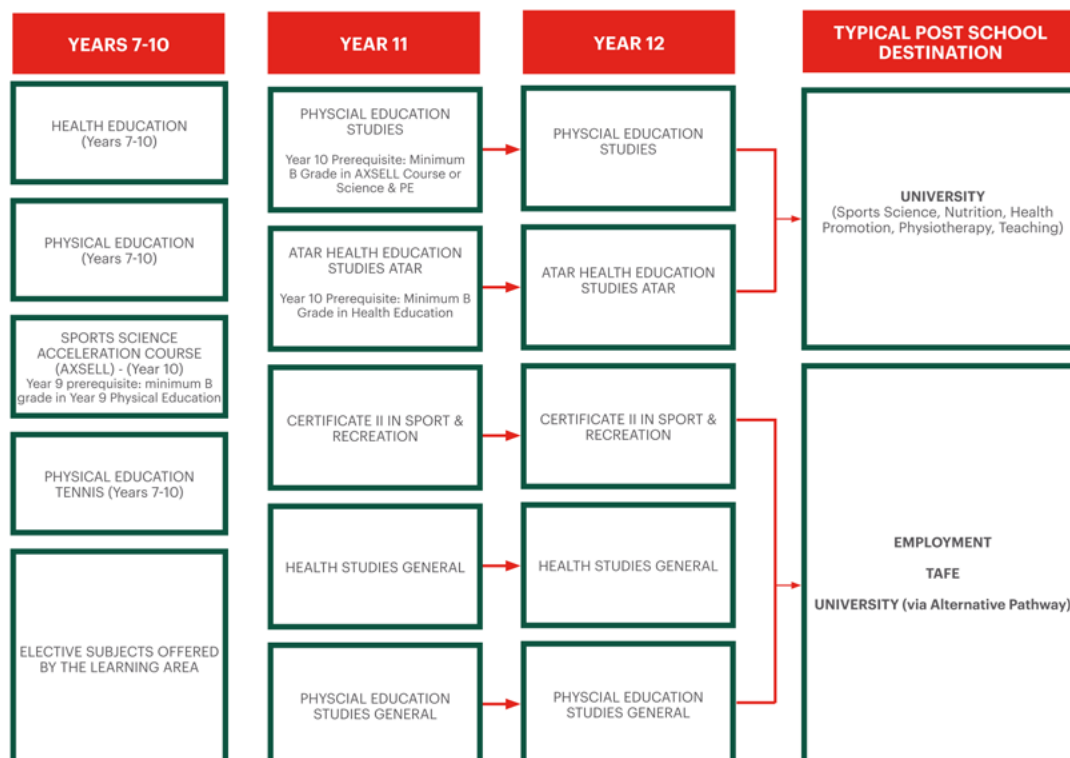 YEARS 7-10
HEALTH EDUCATION
(Years 7-10)
PHYSICAL EDUCATION
(Years 7-10)
SPORTS SCIENCE
ACCELERATION COURSE
(AXSELL) - (Year 10)
Year 9 prerequisite: minimum B
grade in Year 9 Physical Education
PHYSICAL EDUCATION
TENNIS (Years 7-10)
ELECTIVE SUBJECTS OFFERED
BY THE LEARNING AREA
YEAR 11
PHYSCIAL EDUCATION
STUDIES
Year 10 Prerequisite: Minimum
B Grade in AXSELL Course or
Science & PE
ATAR HEALTH EDUCATION
STUDIES ATAR
Year 10 Prerequisite: Minimum B
Grade in Health Education
CERTIFICATE II IN SPORT &
RECREATION
HEALTH STUDIES GENERAL
PHYSCIAL EDUCATION
STUDIES GENERAL
YEAR 12
PHYSCIAL EDUCATION
STUDIES
ATAR HEALTH EDUCATION
STUDIES ATAR
CERTIFICATE II IN SPORT &
RECREATION
HEALTH STUDIES GENERAL
PHYSCIAL EDUCATION
STUDIES GENERAL
TYPICAL POST SCHOOL
DESTINATION
UNIVERSITY
(Sports Science, Nutrition, Health
Promotion, Physiotherapy, Teaching)
EMPLOYMENT
TAFE
UNIVERSITY (via Alternative Pathway)